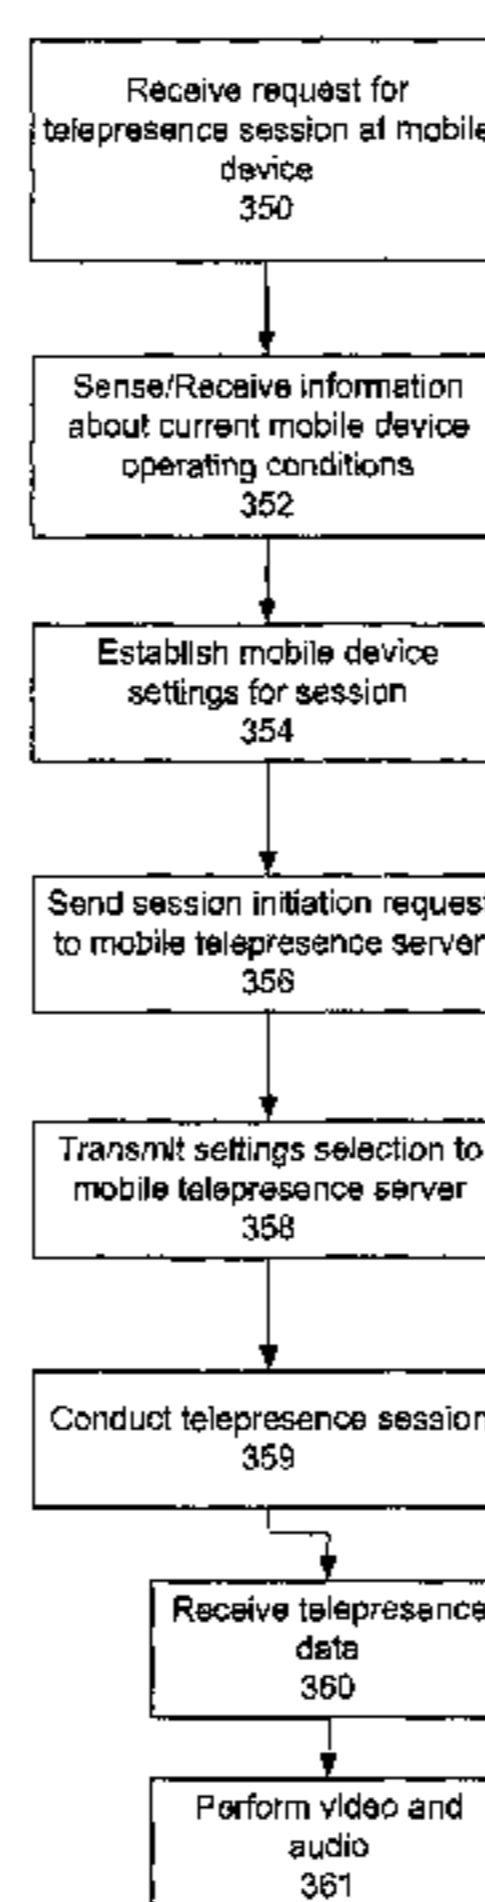 Receive request for
telepresence session at mobile
device
350
Sense/Receive information
about current mobile device
operating conditions
352
Establish mobile device
settings for session
354
Send session initiation request
to mobile telepresence server
356
Transmit settings selection to
mobile telepresence server
358
Conduct telepresence session
359
Receive telepresence
data
360
Perform video and
audio
361